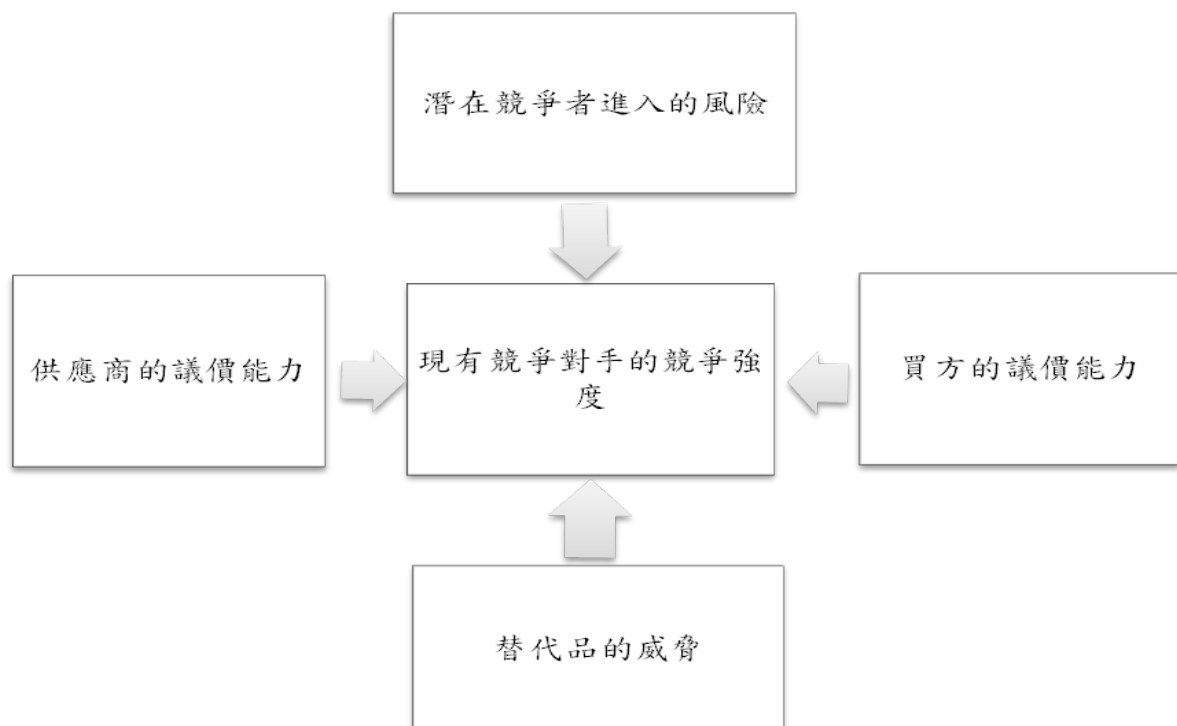 潛在競爭者進入的風險
供應商的議價能力
現有競爭對手的競爭強
度
買方的議價能力
替代品的威脅